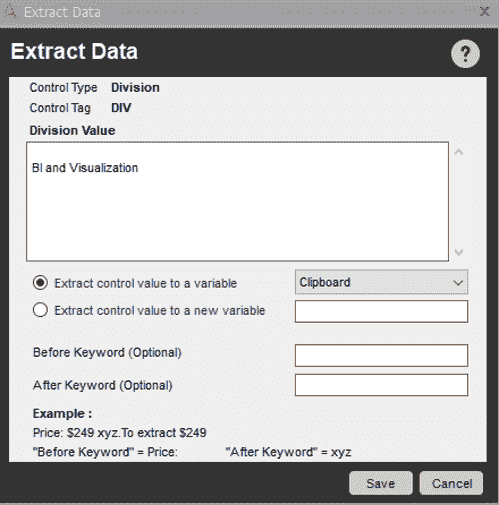 Extract Data
Extract Data
?
Control Type Division
Control Tag DIV
Division Value
BI and Visualization
Extract control value to a variable Clipboard
Extract control value to a new variable
Before Keyword (Optional)
After Keyword (Optional)
Example :
Price: $249 xyz.To extract $249
"Before Keyword" = Price: "After Keyword" = xyz
Save Cancel